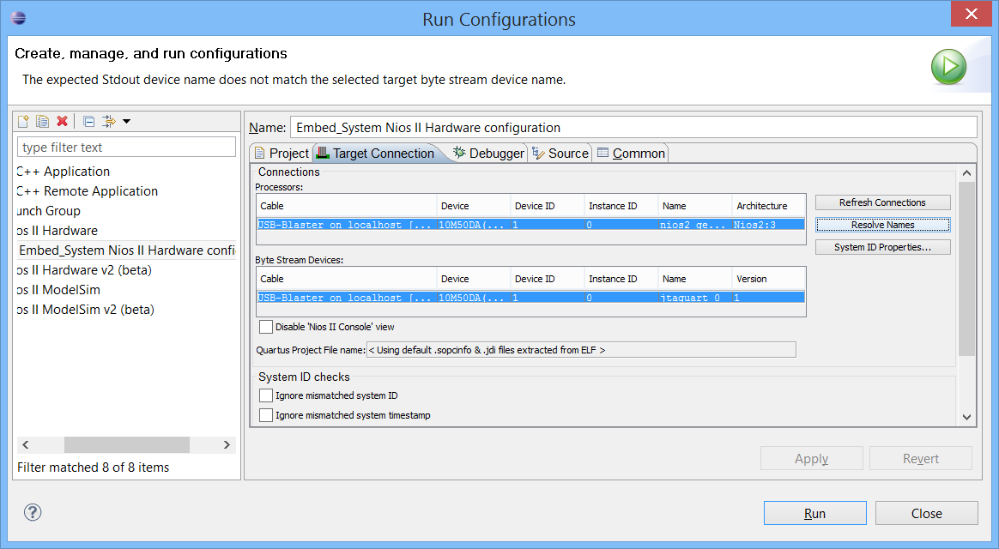 Run Configurations
Create, manage, and run configurations
The expected Stdout device name does not match the selected target byte stream device name.
type filter text
C++ Application
C++ Remote Application
unch Group
os II Hardware
Embed_System Nios II Hardware confi
os II Hardware v2 (beta)
os II ModelSim
os II ModelSim v2 (beta)
Filter matched 8 of 8 items
Name: Embed_System Nios II Hardware configuration
Project Target Connection Debugger Source Common
Connections
Processors:
Cable Device Device ID Instance ID Name Architecture
USB-Blaster on localhost [... 10M50DA(... 1 0 nios2_qe... Nios2:3
Refresh Connections
Resolve Names
System ID Properties...
Byte Stream Devices:
Cable Device Device ID Instance ID Name Version
USB-Blaster on localhost [... 10M50DA(... 1 0 jtaguart_0 1
Disable 'Nios II Console' view
Quartus Project File name: < Using default .sopcinfo & .jdi files extracted from ELF >
System ID checks
Ignore mismatched system ID
Ignore mismatched system timestamp
Apply Revert
? Run Close